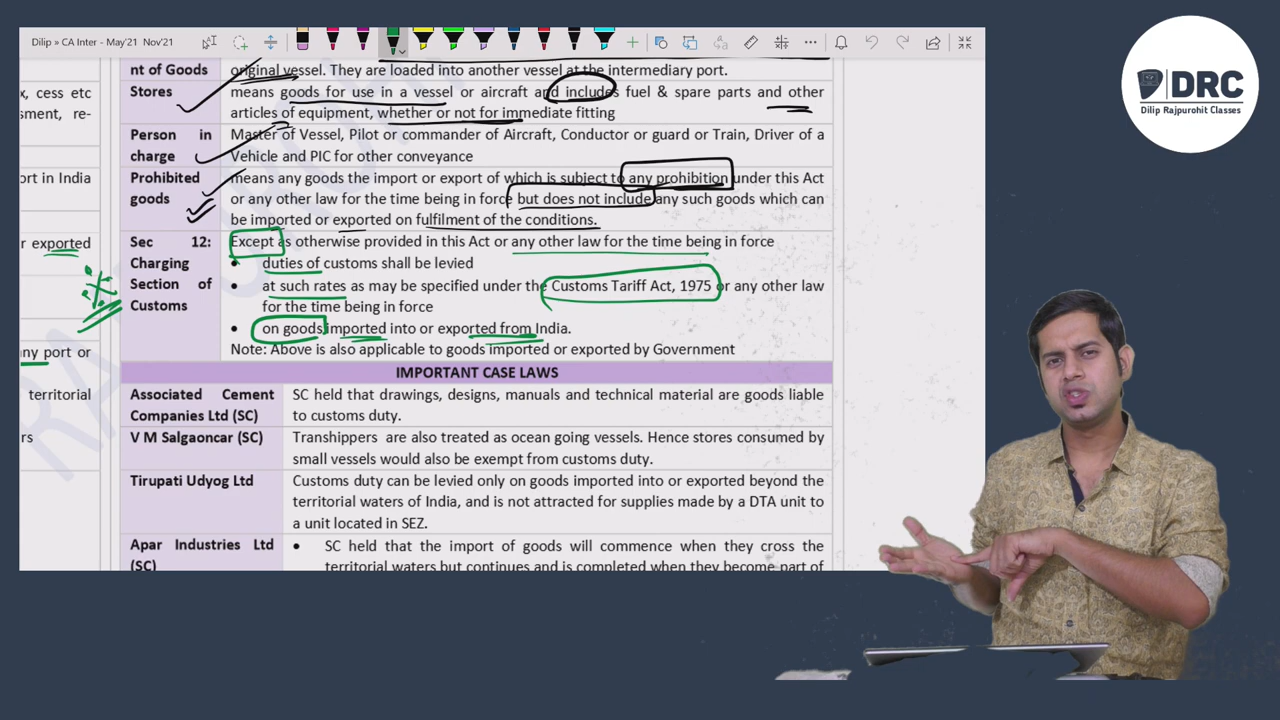 Dilip » CA Inter - May'21 Nov'21
DRC
Dilip Rajpurohit Classes
x, cess etc
sment, re-
ort in India
r exported
ny port or
territorial
rs
nt of Goods original vessel. They are loaded into another vessel at the intermediary port.
Stores means goods for use in a vessel or aircraft and includes fuel & spare parts and other
articles of equipment, whether or not for immediate fitting
Person in Master of Vessel, Pilot or commander of Aircraft, Conductor or guard or Train, Driver of a
charge Vehicle and PIC for other conveyance
Prohibited means any goods the import or export of which is subject to any prohibition under this Act
goods or any other law for the time being in force but does not include any such goods which can
be imported or exported on fulfilment of the conditions.
Sec 12: Except as otherwise provided in this Act or any other law for the time being in force
Charging • duties of customs shall be levied
Section of • at such rates as may be specified under the Customs Tariff Act, 1975 or any other law
Customs for the time being in force
• on goods imported into or exported from India.
Note: Above is also applicable to goods imported or exported by Government
IMPORTANT CASE LAWS
Associated Cement SC held that drawings, designs, manuals and technical material are goods liable
Companies Ltd (SC) to customs duty.
V M Salgaoncar (SC) Transhippers are also treated as ocean going vessels. Hence stores consumed by
small vessels would also be exempt from customs duty.
Tirupati Udyog Ltd Customs duty can be levied only on goods imported into or exported beyond the
territorial waters of India, and is not attracted for supplies made by a DTA unit to
a unit located in SEZ.
Apar Industries Ltd • SC held that the import of goods will commence when they cross the
(SC) territorial waters but continues and is completed when they become part of